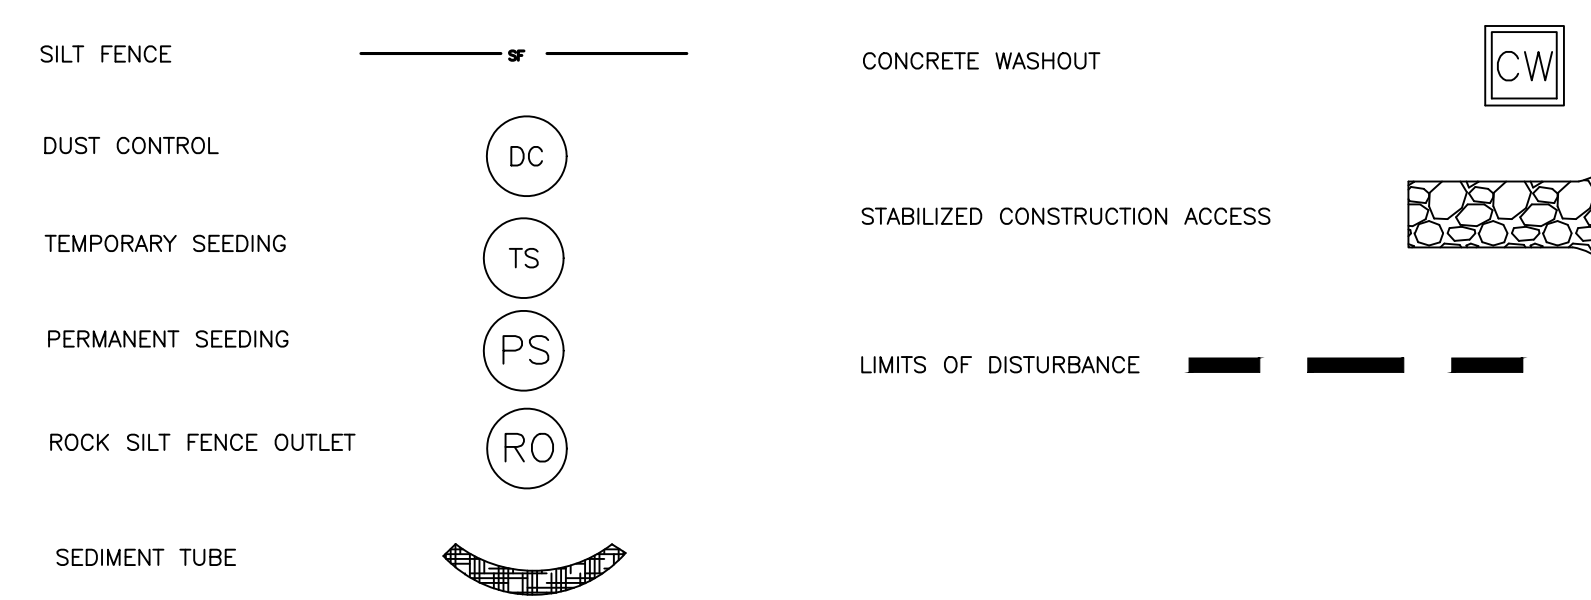 SILT FENCE SF
DUST CONTROL DC
TEMPORARY SEEDING TS
PERMANENT SEEDING PS
ROCK SILT FENCE OUTLET RO
SEDIMENT TUBE
CONCRETE WASHOUT CW
STABILIZED CONSTRUCTION ACCESS
LIMITS OF DISTURBANCE